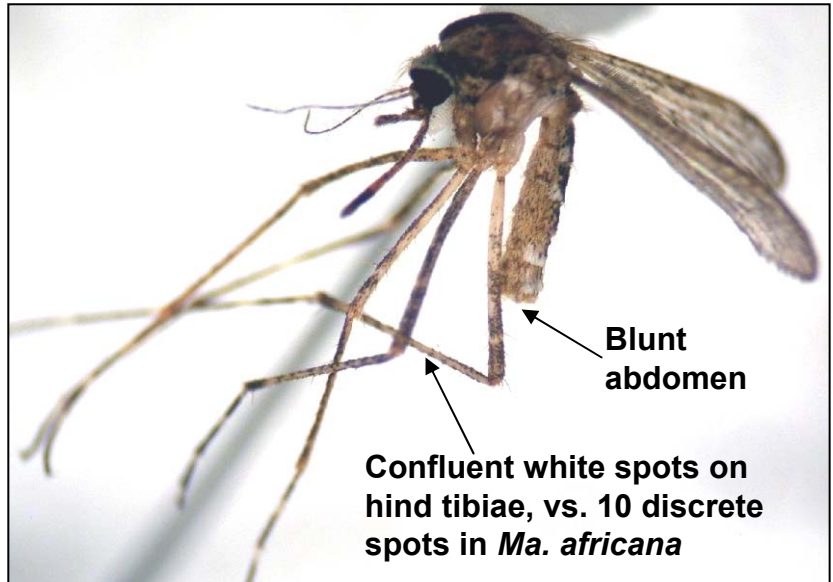 Blunt
abdomen
Confluent white spots on
hind tibiae, vs. 10 discrete
spots in Ma. africana